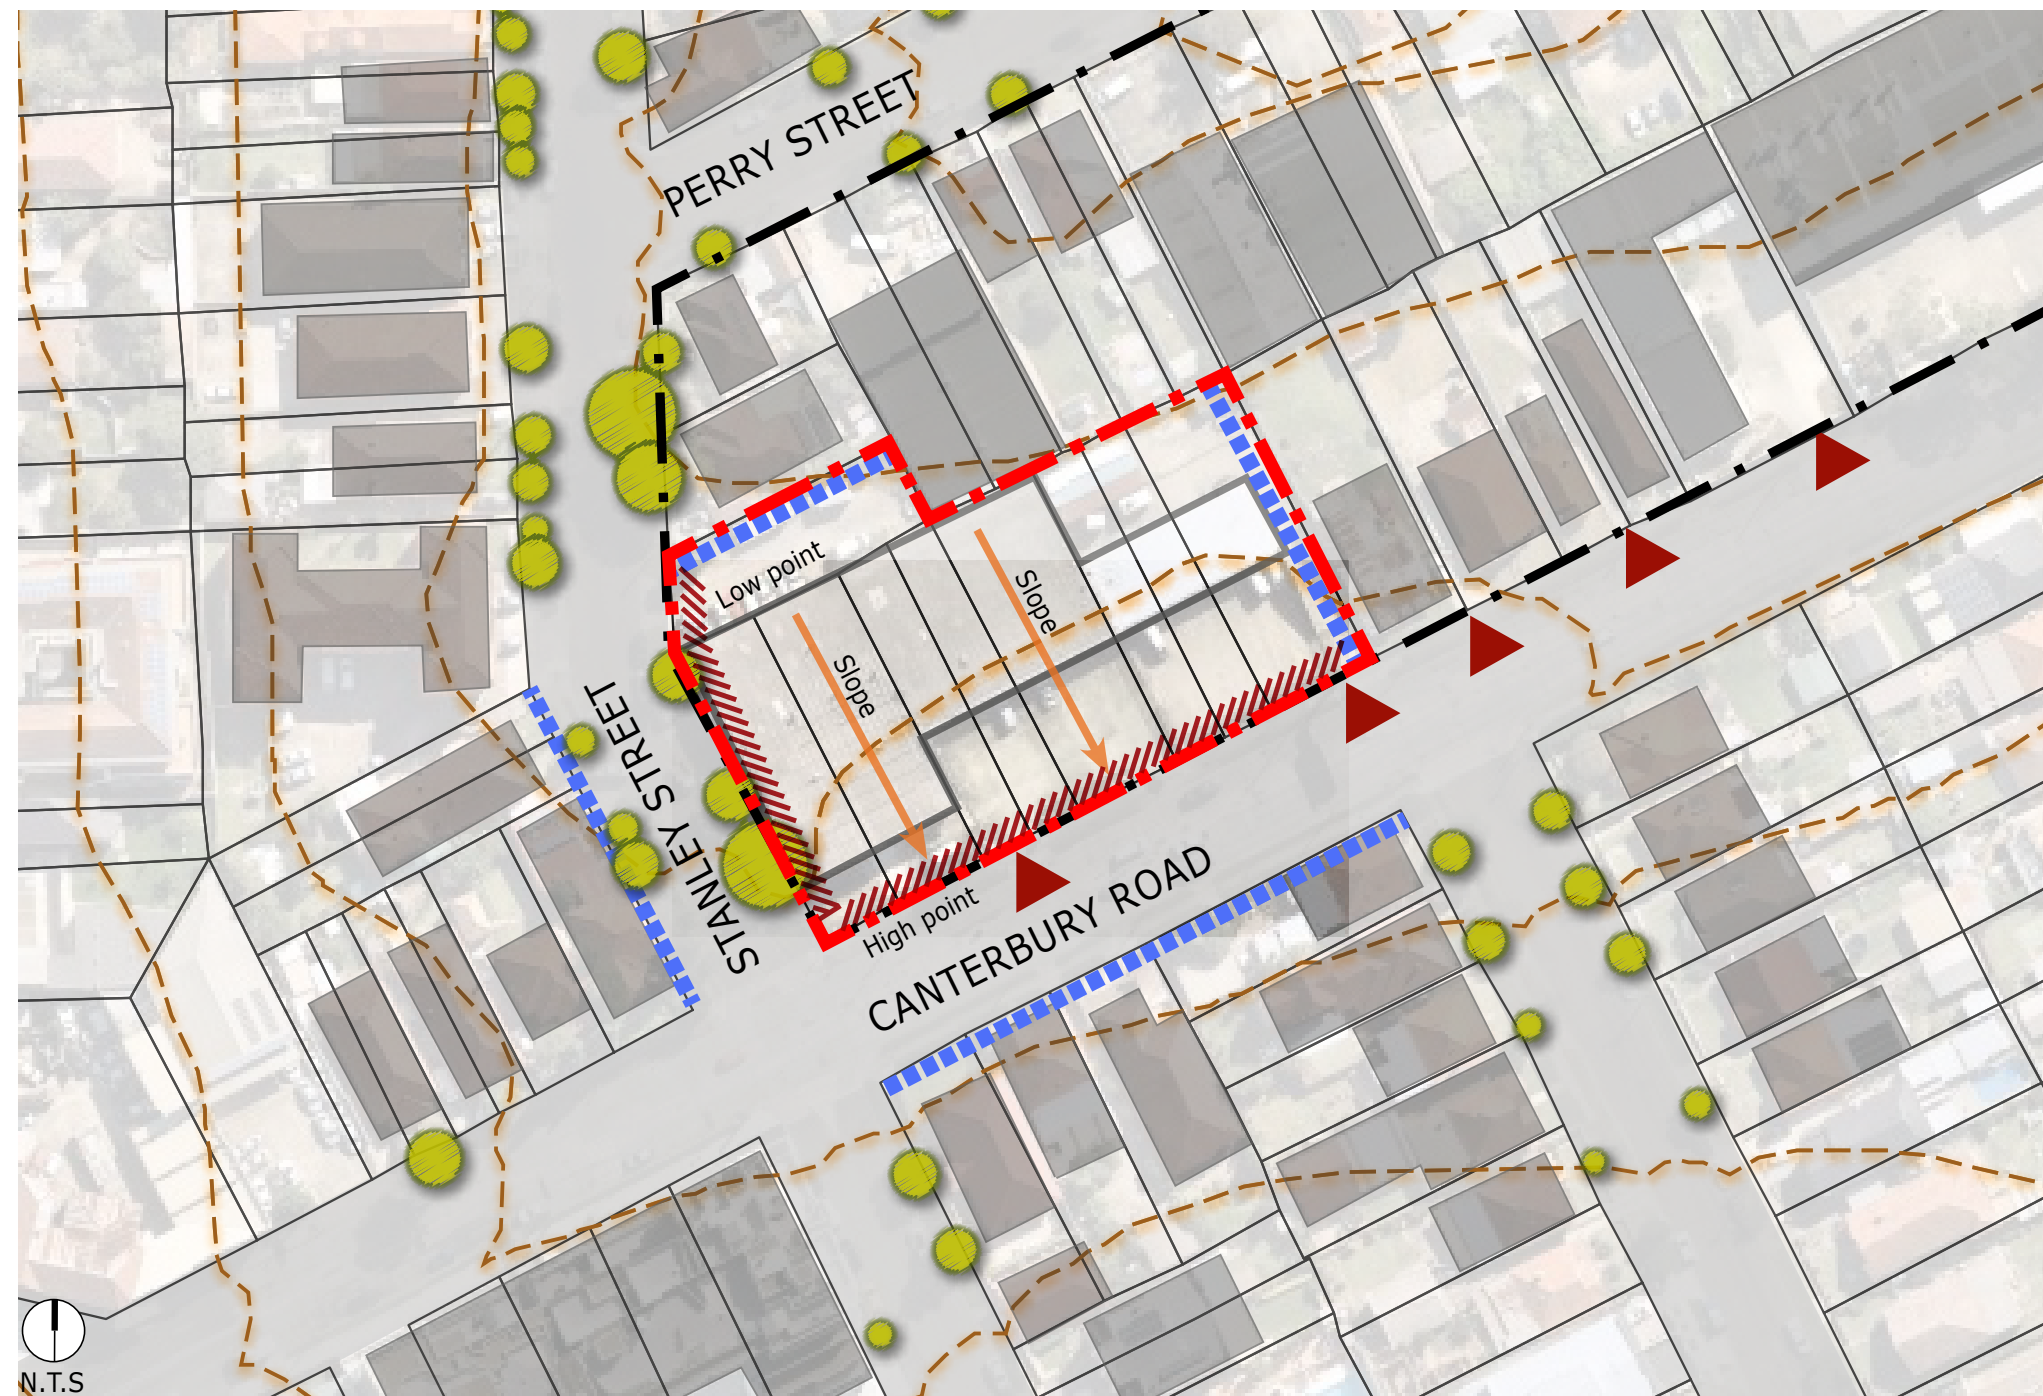 PERRY STREET
Low point
Slope
Slope
STANLEY STREET
High point
CANTERBURY ROAD
N.T.S